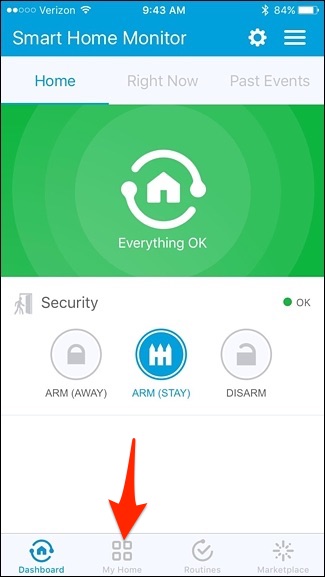 Verizon 9:43 AM 84%
Smart Home Monitor
Home Right Now Past Events
Everything OK
Security OK
ARM (AWAY) ARM (STAY) DISARM
Dashboard My Home Routines Marketplace